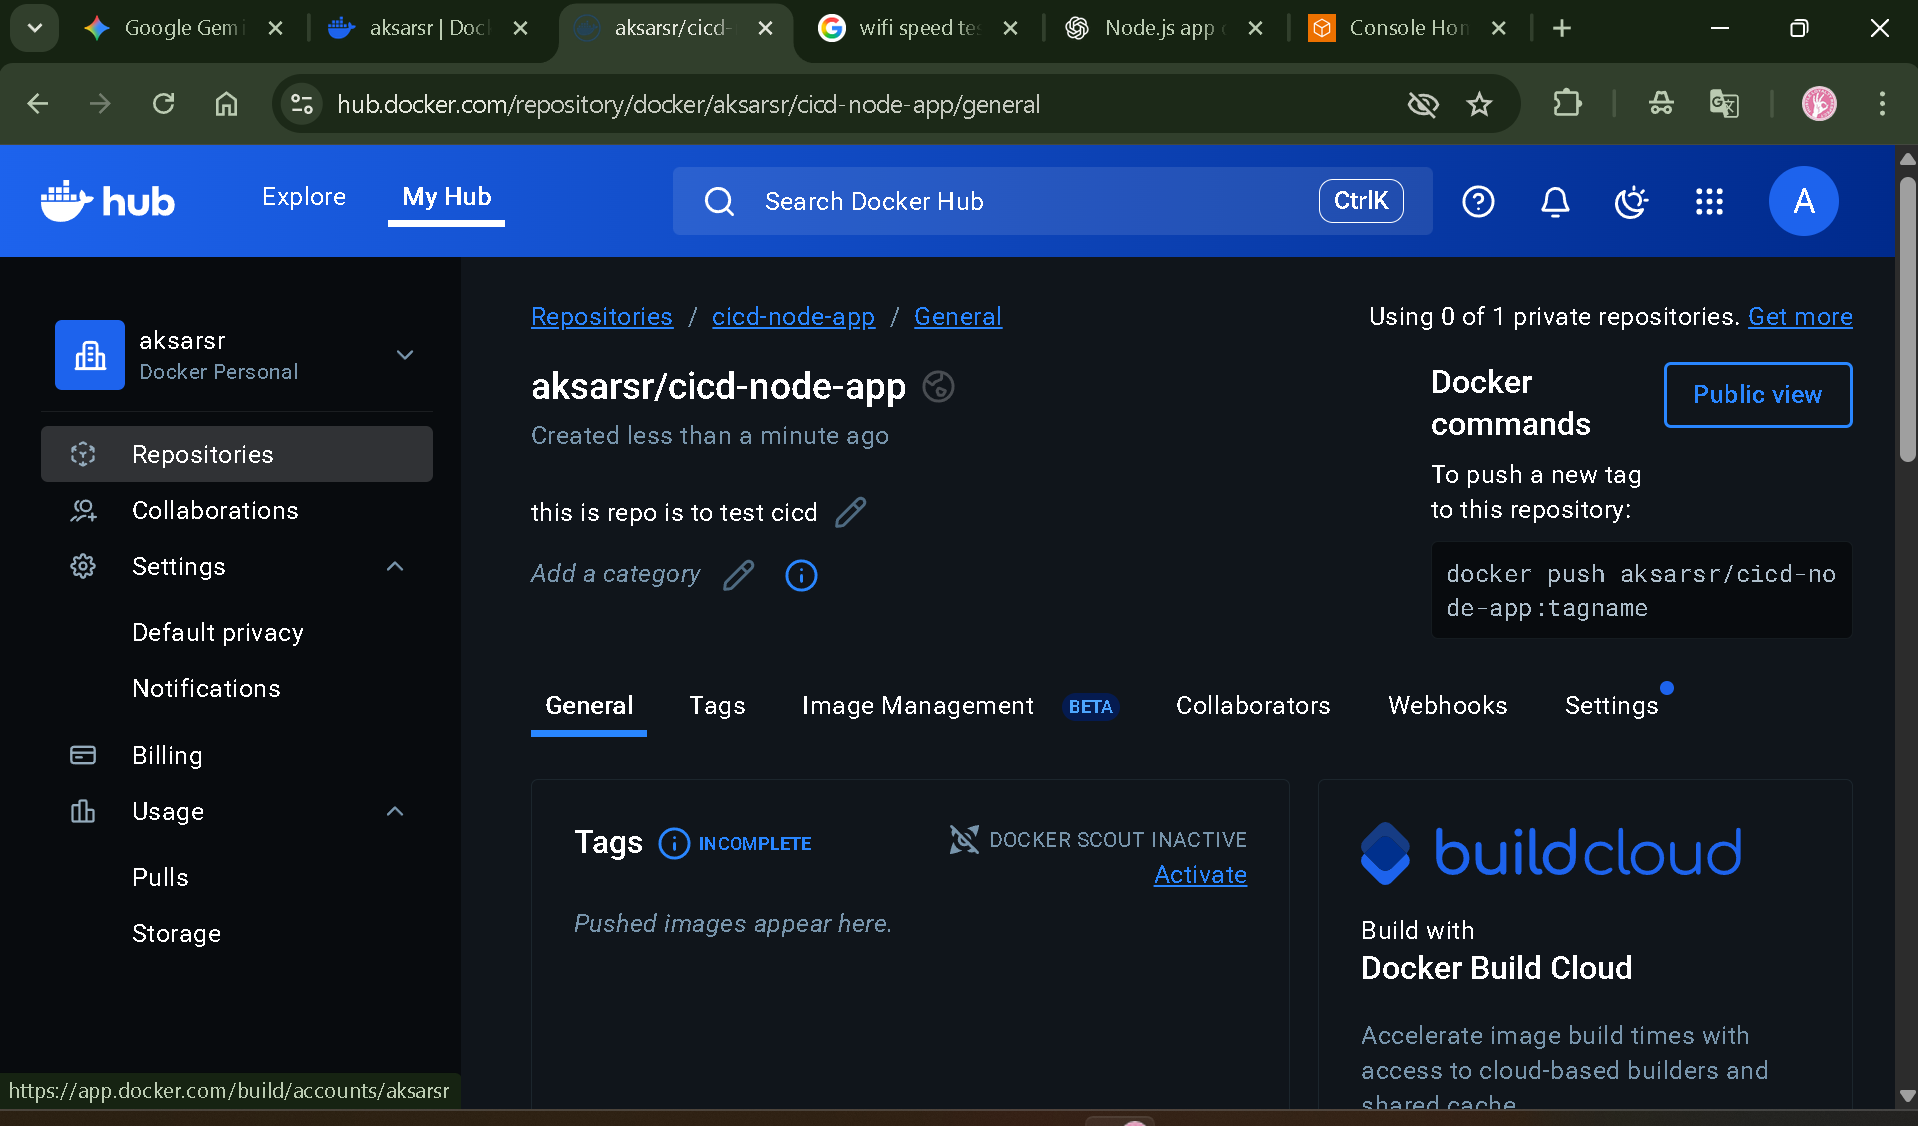 Google Gem
aksarsr | Doc
aksarsr/cicd-
wifi speed te
Node.js app
Console Hon
hub.docker.com/repository/docker/aksarsr/cicd-node-app/general
hub
Explore
My Hub
Search Docker Hub
CtrlK
A
aksarsr
Docker Personal
Repositories
Collaborations
Settings
Default privacy
Notifications
Billing
Usage
Pulls
Storage
Repositories / cicd-node-app / General
Using 0 of 1 private repositories. Get more
aksarsr/cicd-node-app
Created less than a minute ago
this is repo is to test cicd
Add a category
Docker
commands
Public view
To push a new tag
to this repository:
docker push aksarsr/cicd-no
de-app:tagname
General
Tags
Image Management
BETA
Collaborators
Webhooks
Settings
Tags
INCOMPLETE
DOCKER SCOUT INACTIVE
Activate
Pushed images appear here.
buildcloud
Build with
Docker Build Cloud
Accelerate image build times with
access to cloud-based builders and
shared cache
https://app.docker.com/build/accounts/aksarsr